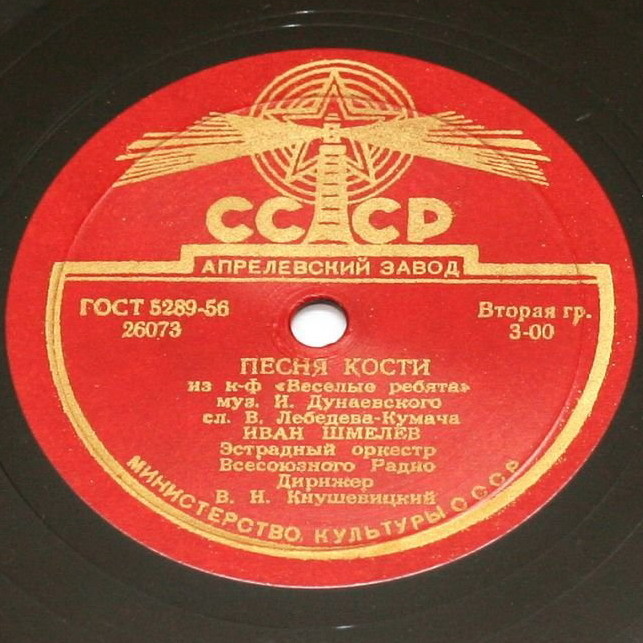 СССР
АПРЕЛЕВСКИЙ ЗАВОД
ГОСТ 5289-56
26073
Вторая гр.
3-00
ПЕСНЯ КОСТИ
из к-ф «Веселые ребята»
муз. И. Дунаевского
сл. В. Лебедева-Кумача
ИВАН ШМЕЛЕВ
Эстрадный оркестр
Всесоюзного Радио
Дирижер
В. Н. Кнушевицкий
МИНИСТЕРСТВО КУЛЬТУРЫ СССР